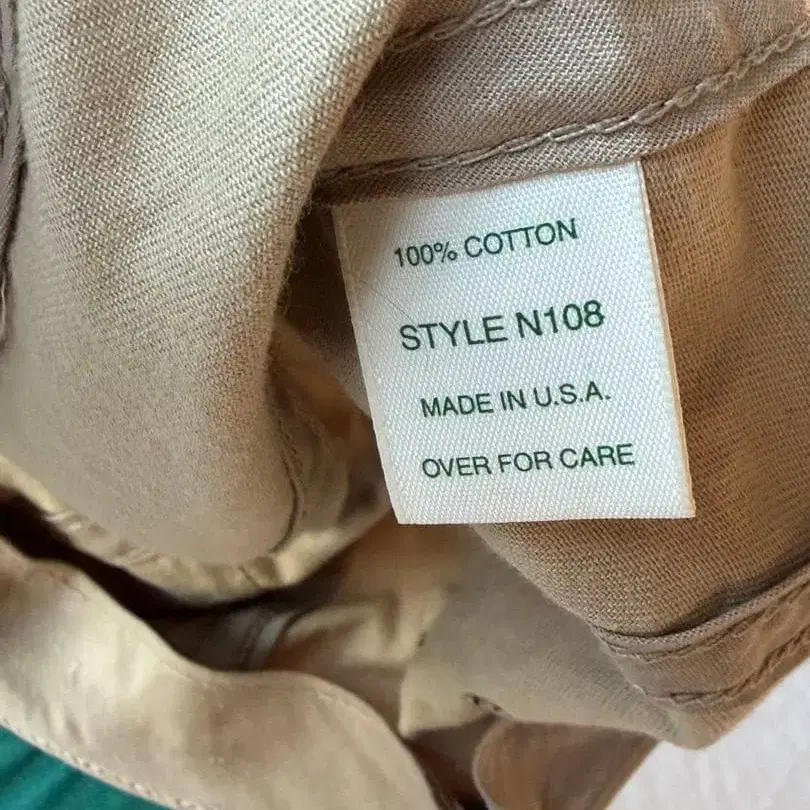 100% COTTON
STYLE N108
MADE IN U.S.A.
OVER FOR CARE